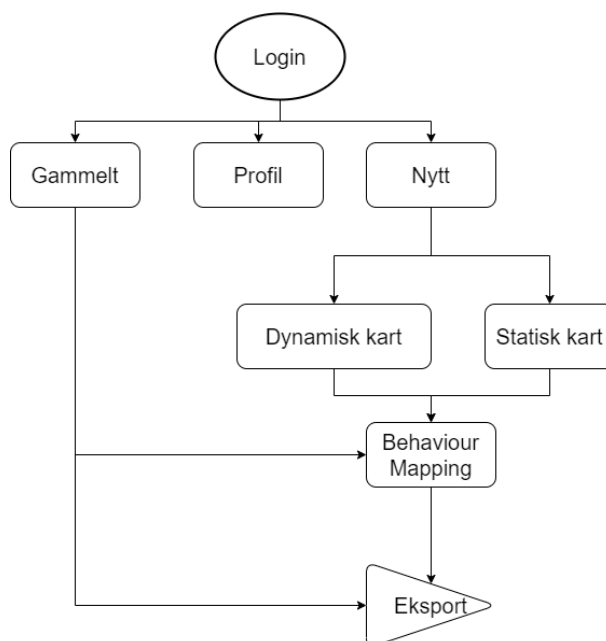 Login
Gammelt
Profil
Nytt
Dynamisk kart
Statisk kart
Behaviour
Mapping
Eksport